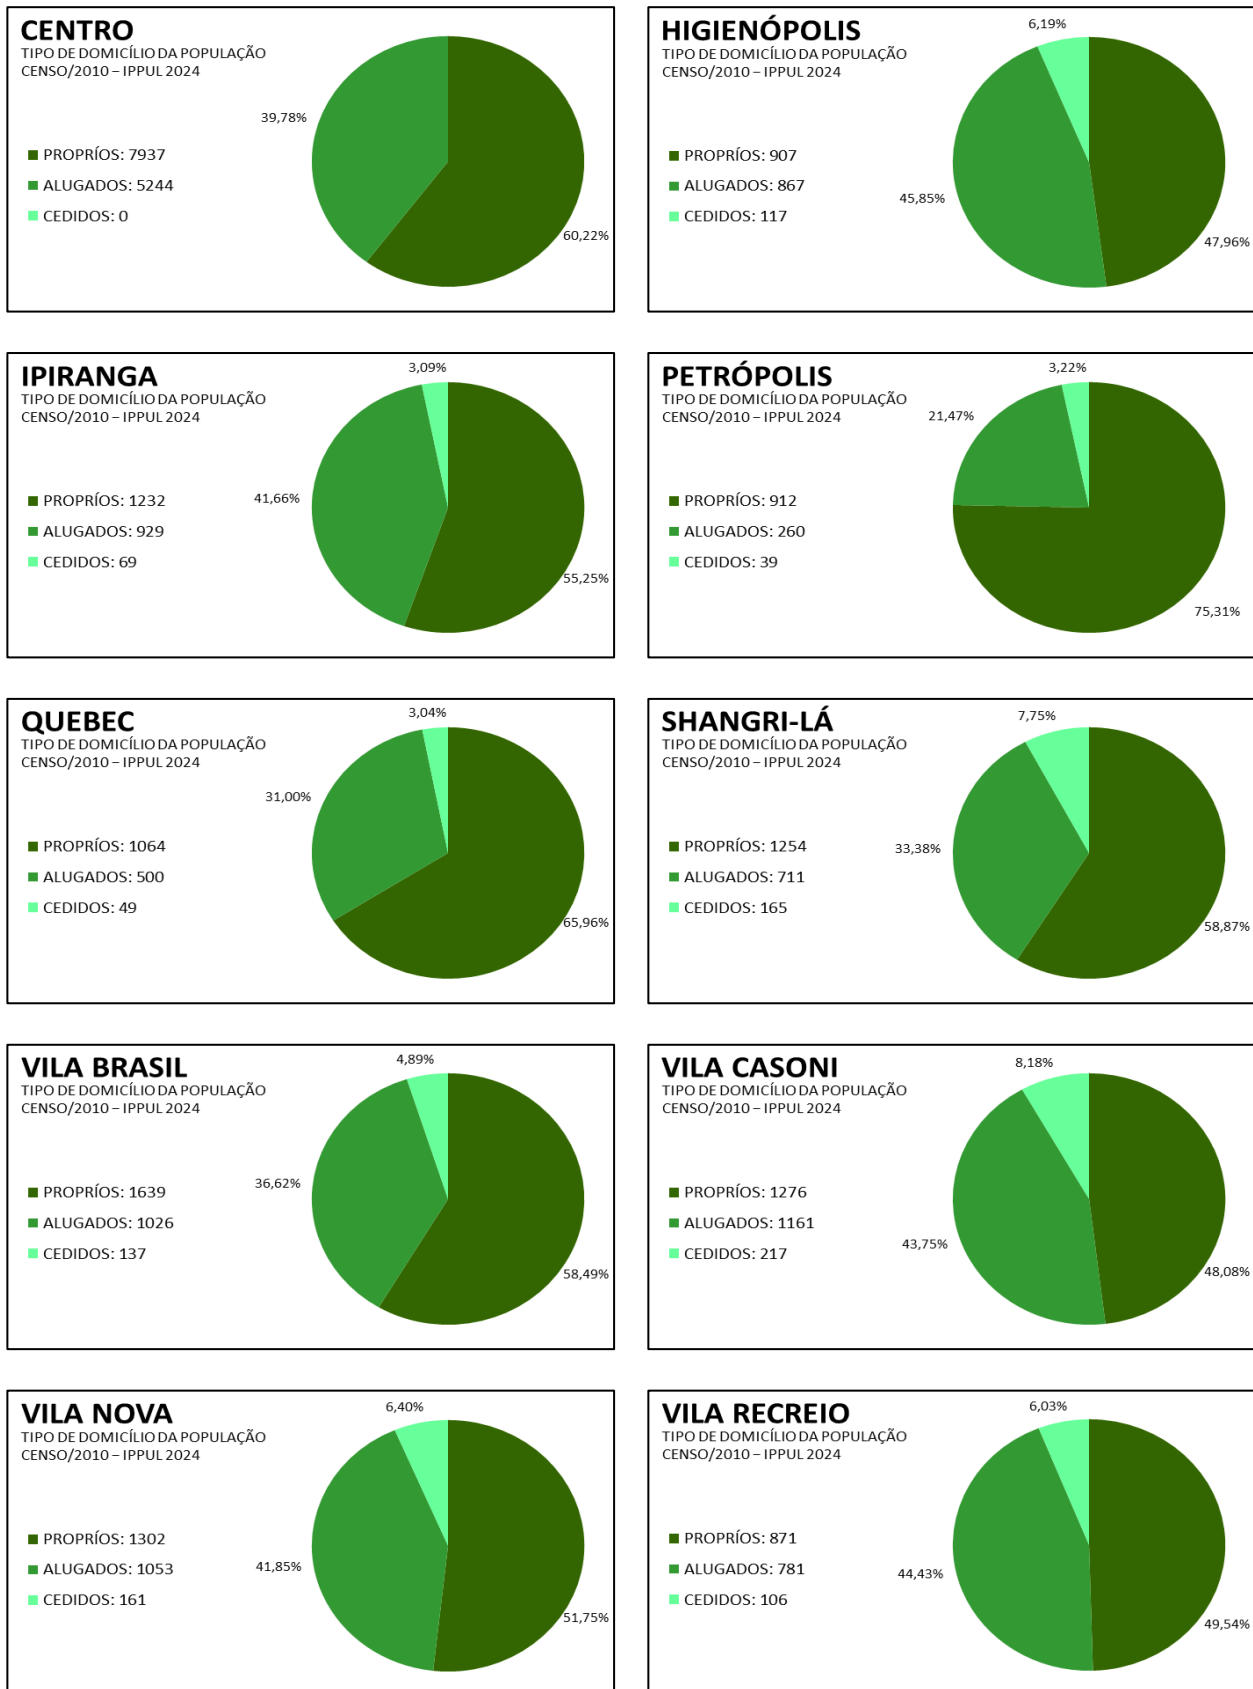 CENTRO
TIPO DE DOMICÍLIO DA POPULAÇÃO
CENSO/2010 – IPPUL 2024
39,78%
PROPRÍOS: 7937
ALUGADOS: 5244
CEDIDOS: 0
60,22%
HIGIENÓPOLIS
TIPO DE DOMICÍLIO DA POPULAÇÃO
CENSO/2010 – IPPUL 2024
6,19%
PROPRÍOS: 907
ALUGADOS: 867
CEDIDOS: 117
45,85%
47,96%
IPIRANGA
TIPO DE DOMICÍLIO DA POPULAÇÃO
CENSO/2010 – IPPUL 2024
3,09%
41,66%
PROPRÍOS: 1232
ALUGADOS: 929
CEDIDOS: 69
55,25%
PETRÓPOLIS
TIPO DE DOMICÍLIO DA POPULAÇÃO
CENSO/2010 – IPPUL 2024
3,22%
21,47%
PROPRÍOS: 912
ALUGADOS: 260
CEDIDOS: 39
75,31%
QUEBEC
TIPO DE DOMICÍLIO DA POPULAÇÃO
CENSO/2010 – IPPUL 2024
3,04%
31,00%
PROPRÍOS: 1064
ALUGADOS: 500
CEDIDOS: 49
65,96%
SHANGRI-LÁ
TIPO DE DOMICÍLIO DA POPULAÇÃO
CENSO/2010 – IPPUL 2024
7,75%
33,38%
PROPRÍOS: 1254
ALUGADOS: 711
CEDIDOS: 165
58,87%
VILA BRASIL
TIPO DE DOMICÍLIO DA POPULAÇÃO
CENSO/2010 – IPPUL 2024
4,89%
36,62%
PROPRÍOS: 1639
ALUGADOS: 1026
CEDIDOS: 137
58,49%
VILA CASONI
TIPO DE DOMICÍLIO DA POPULAÇÃO
CENSO/2010 – IPPUL 2024
8,18%
PROPRÍOS: 1276
ALUGADOS: 1161
CEDIDOS: 217
43,75%
48,08%
VILA NOVA
TIPO DE DOMICÍLIO DA POPULAÇÃO
CENSO/2010 – IPPUL 2024
6,40%
PROPRÍOS: 1302
ALUGADOS: 1053
CEDIDOS: 161
41,85%
51,75%
VILA RECREIO
TIPO DE DOMICÍLIO DA POPULAÇÃO
CENSO/2010 – IPPUL 2024
6,03%
PROPRÍOS: 871
ALUGADOS: 781
CEDIDOS: 106
44,43%
49,54%